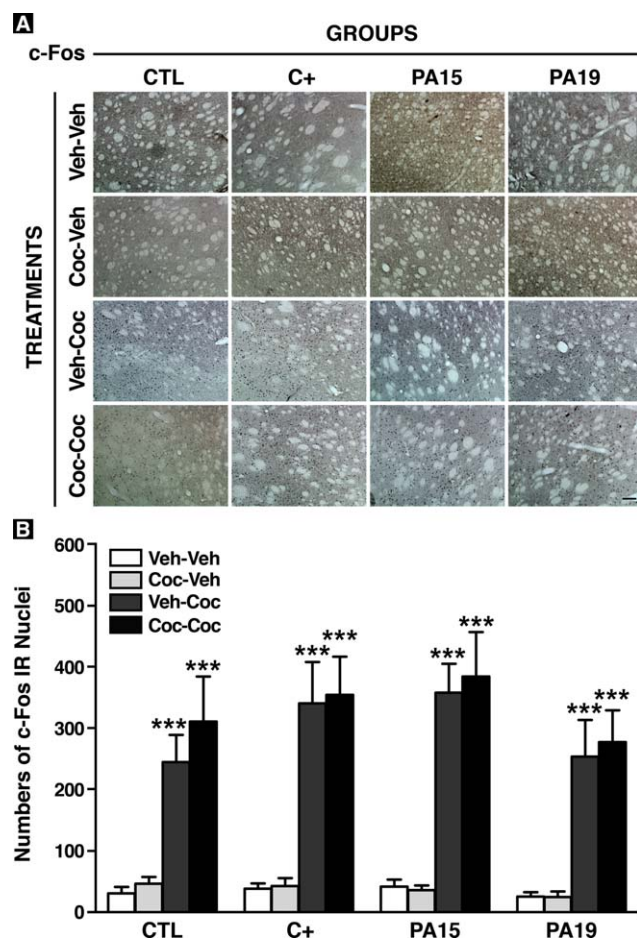 A
GROUPS
c-Fos
CTL C+ PA15 PA19
TREATMENTS
Veh-Veh
Coc-Veh
Veh-Coc
Coc-Coc
B
Numbers of c-Fos IR Nuclei
600
500
400
300
200
100
0
Veh-Veh
Coc-Veh
Veh-Coc
Coc-Coc
*** ***
*** ***
*** ***
*** ***
CTL C+ PA15 PA19